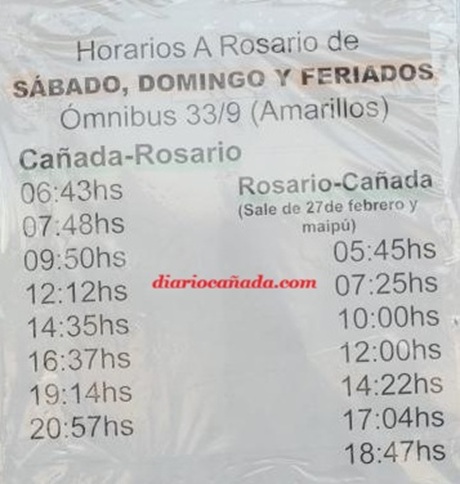 Horarios A Rosario de
SÁBADO, DOMINGO Y FERIADOS
Ómnibus 33/9 (Amarillos)
Cañada-Rosario
06:43hs
07:48hs
09:50hs
12:12hs
14:35hs
16:37hs
19:14hs
20:57hs
Rosario-Cañada
(Sale de 27de febrero y
maipú)
05:45hs
07:25hs
10:00hs
12:00hs
14:22hs
17:04hs
18:47hs
diariocañada.com